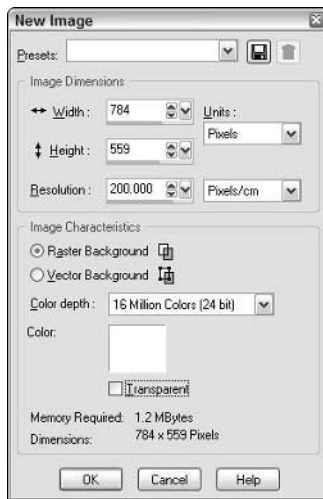 New Image
Presets:
Image Dimensions
Width: 784 Units:
Pixels
Height: 559
Resolution: 200.000 Pixels/cm
Image Characteristics
Raster Background
Vector Background
Color depth: 16 Million Colors (24 bit)
Color:
Transparent
Memory Required: 1.2 MBytes
Dimensions: 784 x 559 Pixels
OK Cancel Help